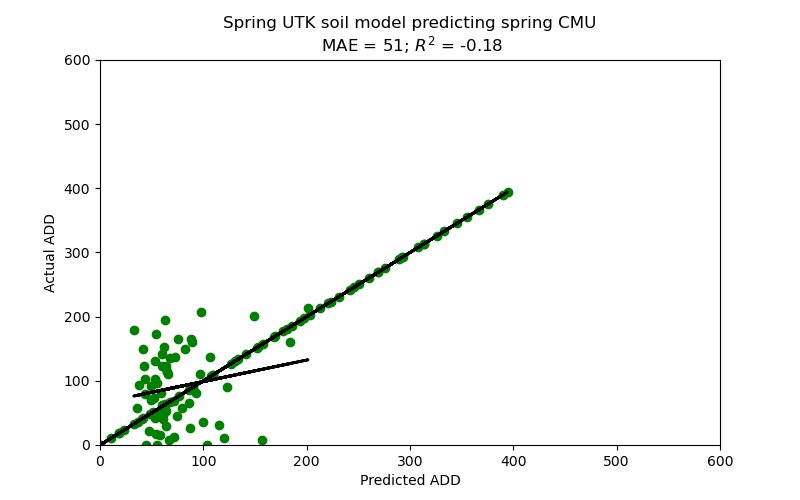 Spring UTK soil model predicting spring CMU
MAE = 51; R² = -0.18
600
500
400
300
200
100
0
Actual ADD
0 100 200 300 400 500 600
Predicted ADD